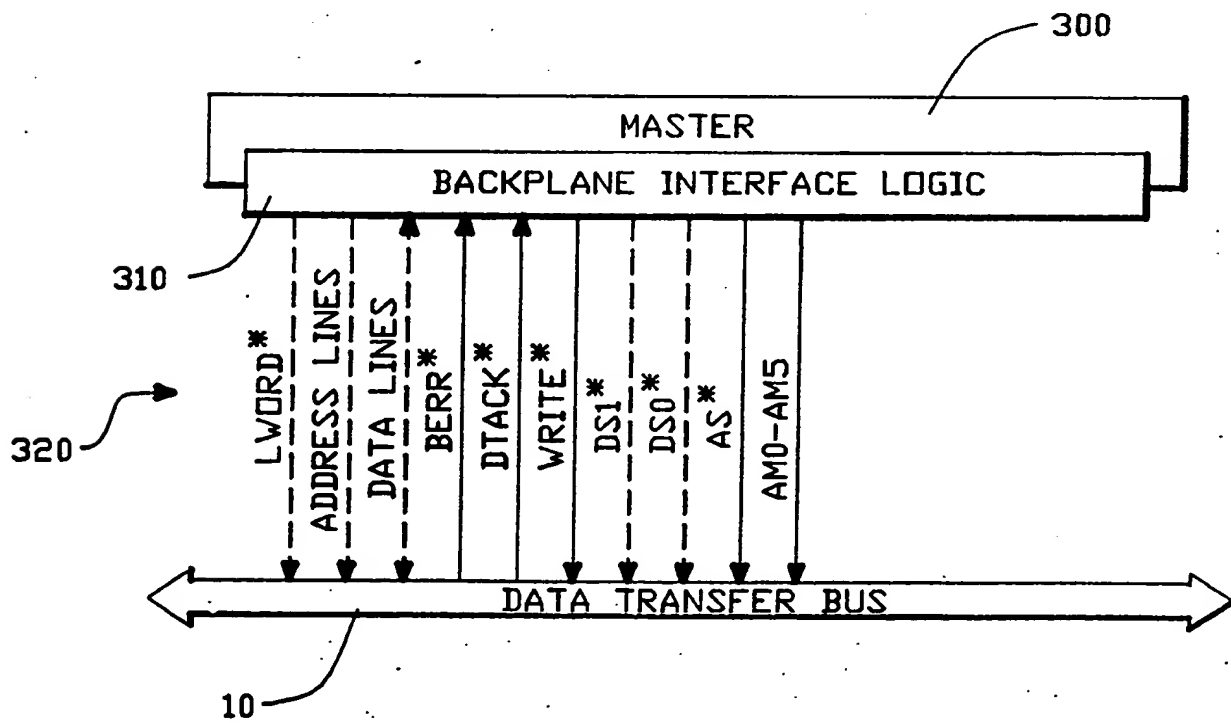 300
MASTER
BACKPLANE INTERFACE LOGIC
310
LWORD*
ADDRESS LINES
DATA LINES
BERR*
DTACK*
WRITE*
DS1*
DS0*
AS*
AM0-AM5
320
DATA TRANSFER BUS
10